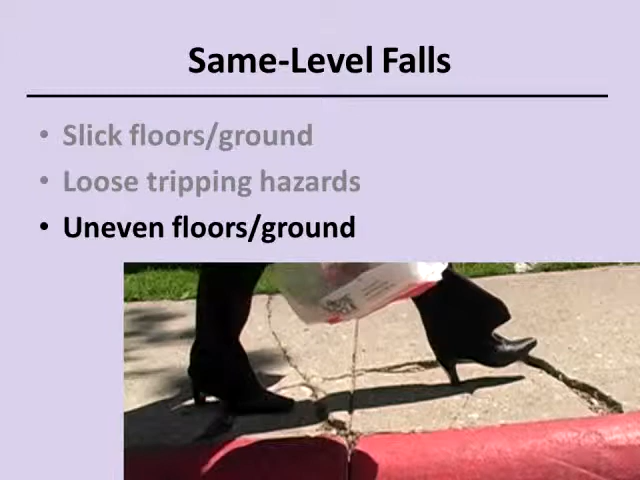 Same-Level Falls
• Slick floors/ground
• Loose tripping hazards
• Uneven floors/ground